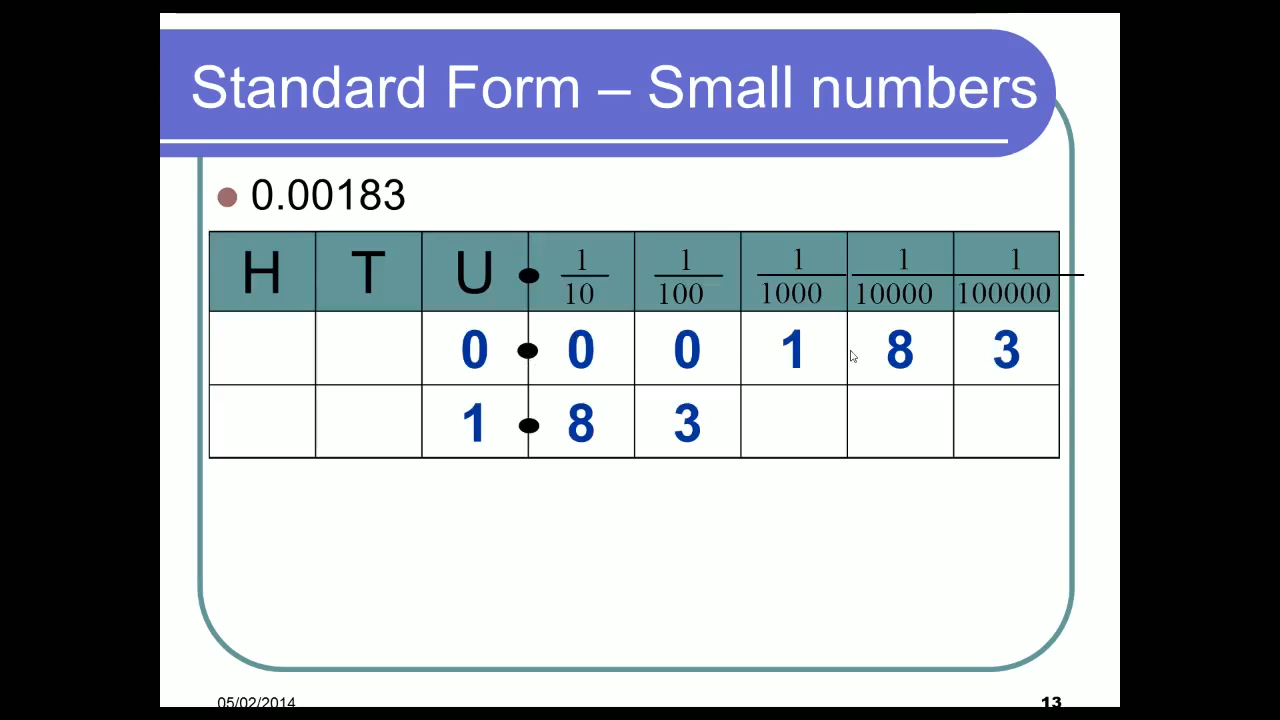 Standard Form – Small numbers
0.00183
H T U • 1/10 1/100 1/1000 1/10000 1/100000
0 • 0 0 1 8 3
1 • 8 3
05/02/2014 13